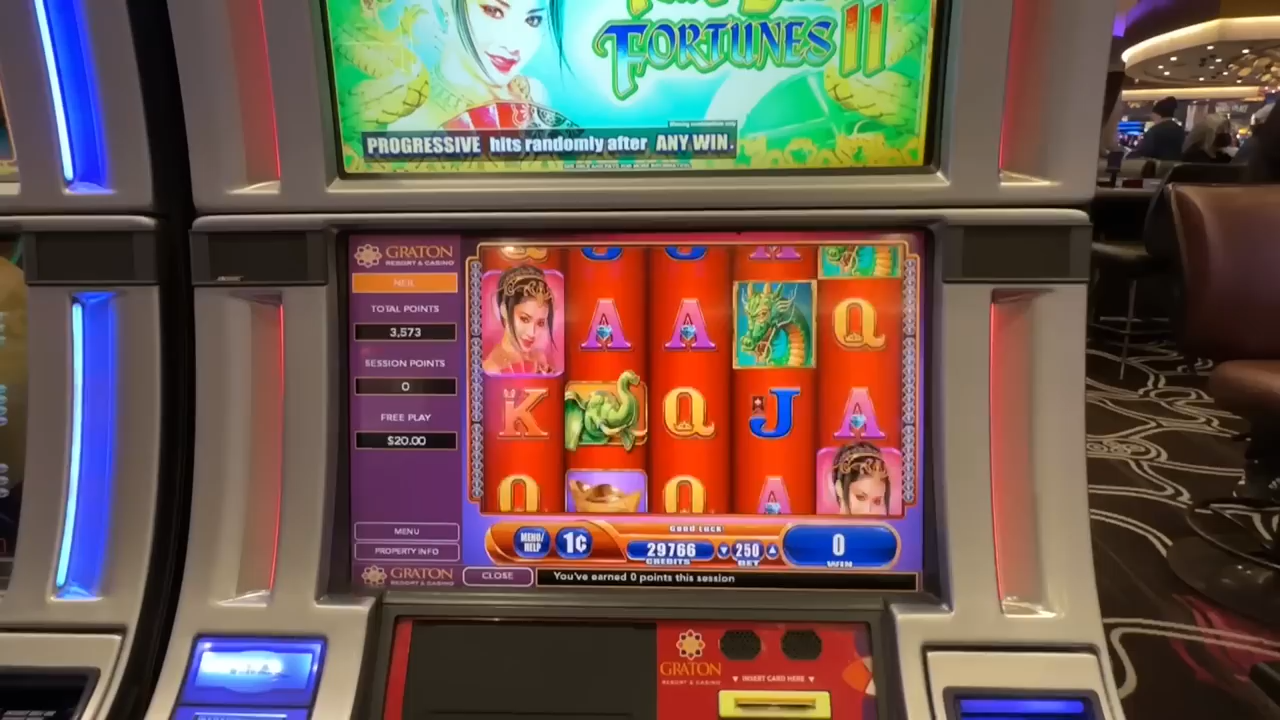 FORTUNES II
PROGRESSIVE hits randomly after ANY WIN.
GRATON
RESORT & CASINO
NEIL
TOTAL POINTS
3,573
SESSION POINTS
0
FREE PLAY
$20.00
MENU
PROPERTY INFO
GRATON
RESORT & CASINO
A A Q
K Q J A
Q Q A
Good Luck!
MENU/
HELP
1¢
29766
CREDITS
250
BET
0
WIN
CLOSE
You've earned 0 points this session
GRATON
RESORT & CASINO
INSERT CARD HERE